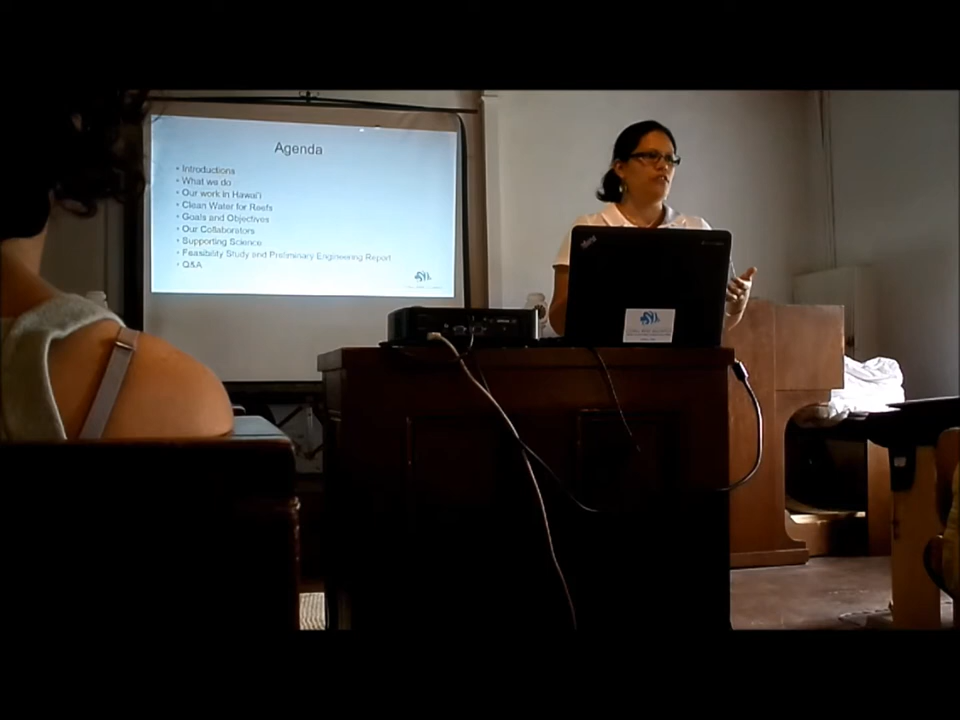 Agenda
• Introductions
• What we do
• Our work in Hawai'i
• Clean Water for Reefs
• Goals and Objectives
• Our Collaborators
• Supporting Science
• Feasibility Study and Preliminary Engineering Report
• Q&A